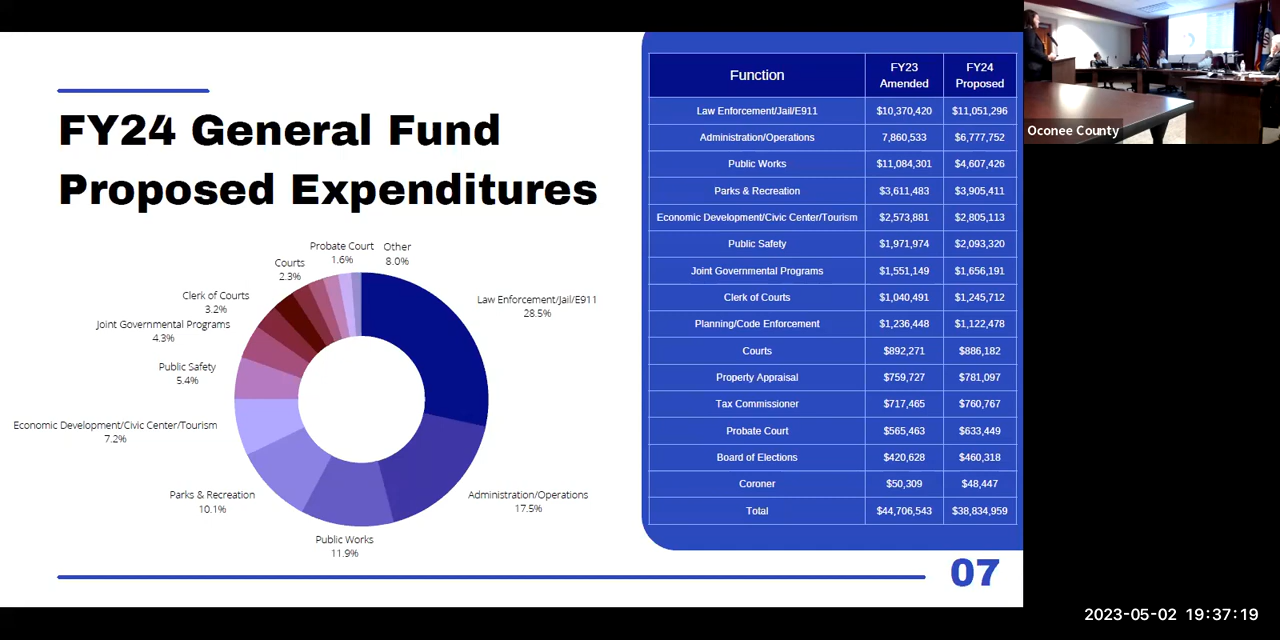 FY24 General Fund
Proposed Expenditures
Probate Court
1.6%
Other
8.0%
Courts
2.3%
Clerk of Courts
3.2%
Joint Governmental Programs
4.3%
Public Safety
5.4%
Economic Development/Civic Center/Tourism
7.2%
Parks & Recreation
10.1%
Public Works
11.9%
Administration/Operations
17.5%
Law Enforcement/Jail/E911
28.5%
Function FY23 Amended FY24 Proposed
Law Enforcement/Jail/E911 $10,370,420 $11,051,296
Administration/Operations 7,860,533 $6,777,752
Public Works $11,084,301 $4,607,426
Parks & Recreation $3,611,483 $3,905,411
Economic Development/Civic Center/Tourism $2,573,881 $2,805,113
Public Safety $1,971,974 $2,093,320
Joint Governmental Programs $1,551,149 $1,656,191
Clerk of Courts $1,040,491 $1,245,712
Planning/Code Enforcement $1,236,448 $1,122,478
Courts $892,271 $886,182
Property Appraisal $759,727 $781,097
Tax Commissioner $717,465 $760,767
Probate Court $565,463 $633,449
Board of Elections $420,628 $460,318
Coroner $50,309 $48,447
Total $44,706,543 $38,834,959
07
Oconee County
2023-05-02 19:37:19